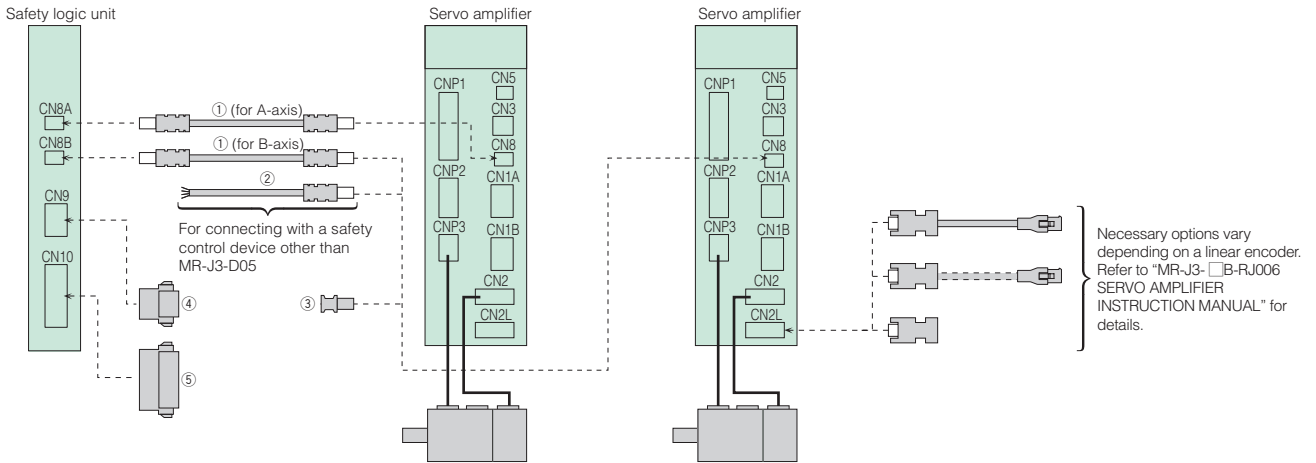 Safety logic unit
CN8A
CN8B
CN9
CN10
① (for A-axis)
① (for B-axis)
②
For connecting with a safety
control device other than
MR-J3-D05
③
④
⑤
Servo amplifier
CNP1
CN5
CN3
CN8
CNP2
CN1A
CNP3
CN1B
CN2
CN2L
Servo amplifier
CNP1
CN5
CN3
CN8
CNP2
CN1A
CNP3
CN1B
CN2
CN2L
Necessary options vary
depending on a linear encoder.
Refer to “MR-J3- □B-RJ006
SERVO AMPLIFIER
INSTRUCTION MANUAL” for
details.